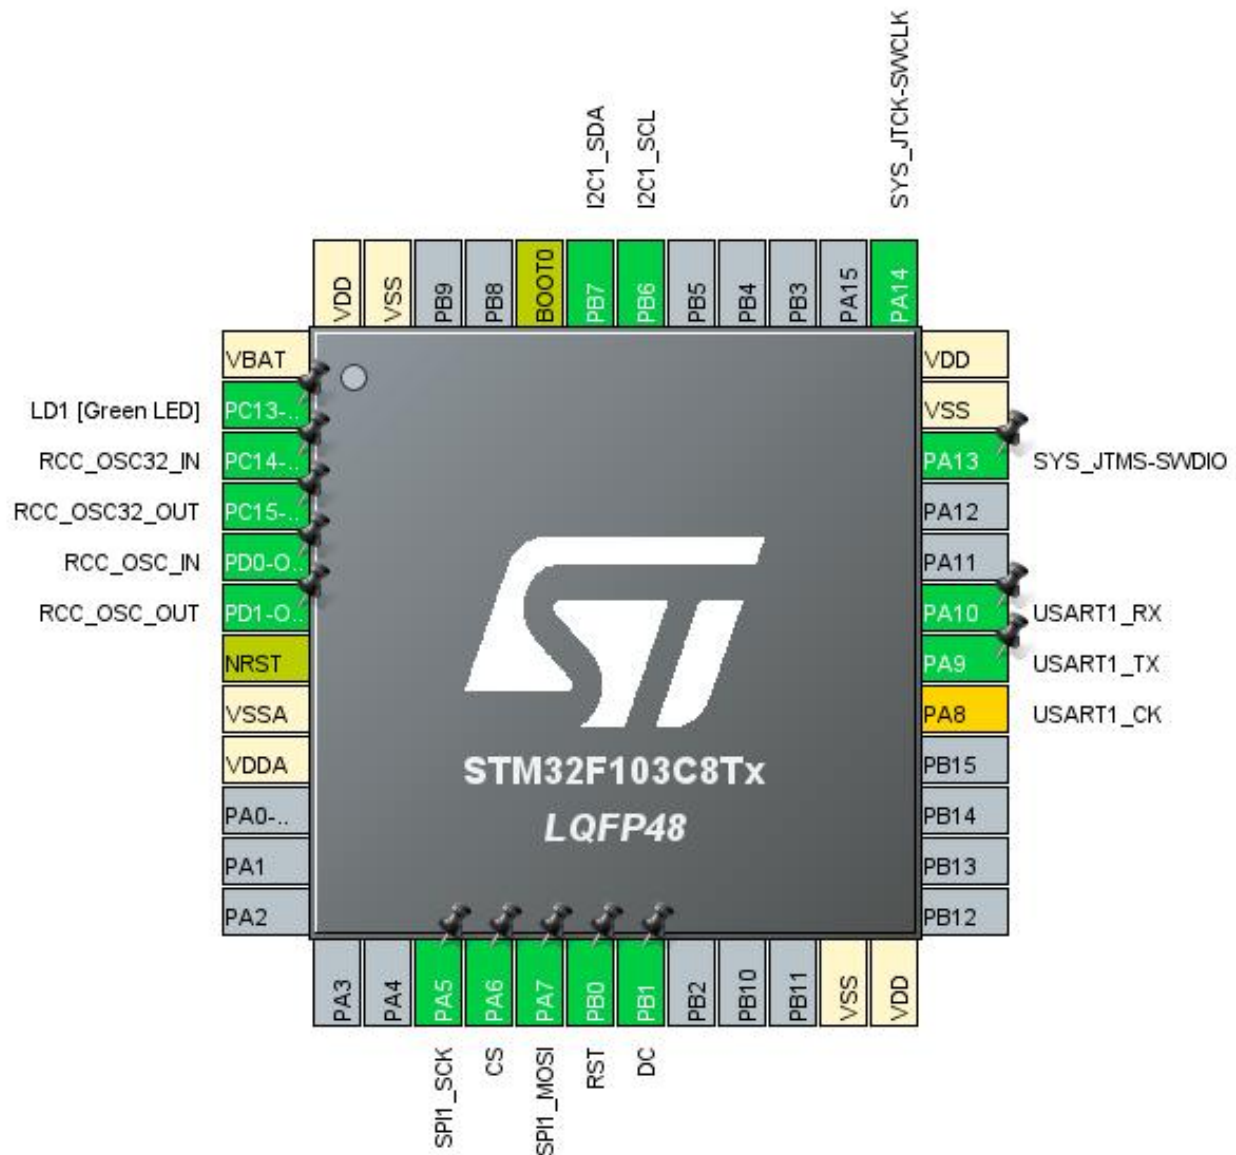 SYS_JTCK-SWCLK
I2C1_SDA
I2C1_SCL
VDD
VSS
PB9
PB8
BOOT0
PB7
PB6
PB5
PB4
PB3
PA15
PA14
VBAT
VDD
LD1 [Green LED]
PC13-..
VSS
RCC_OSC32_IN
PC14-..
PA13
SYS_JTMS-SWDIO
RCC_OSC32_OUT
PC15-..
PA12
RCC_OSC_IN
PD0-O..
PA11
RCC_OSC_OUT
PD1-O..
PA10
USART1_RX
NRST
PA9
USART1_TX
VSSA
PA8
USART1_CK
VDDA
PB15
PA0-..
PB14
PA1
PB13
PA2
PB12
ST
STM32F103C8Tx
LQFP48
PA3
PA4
PA5
PA6
PA7
PB0
PB1
PB2
PB10
PB11
VSS
VDD
SPI1_SCK
CS
SPI1_MOSI
RST
DC